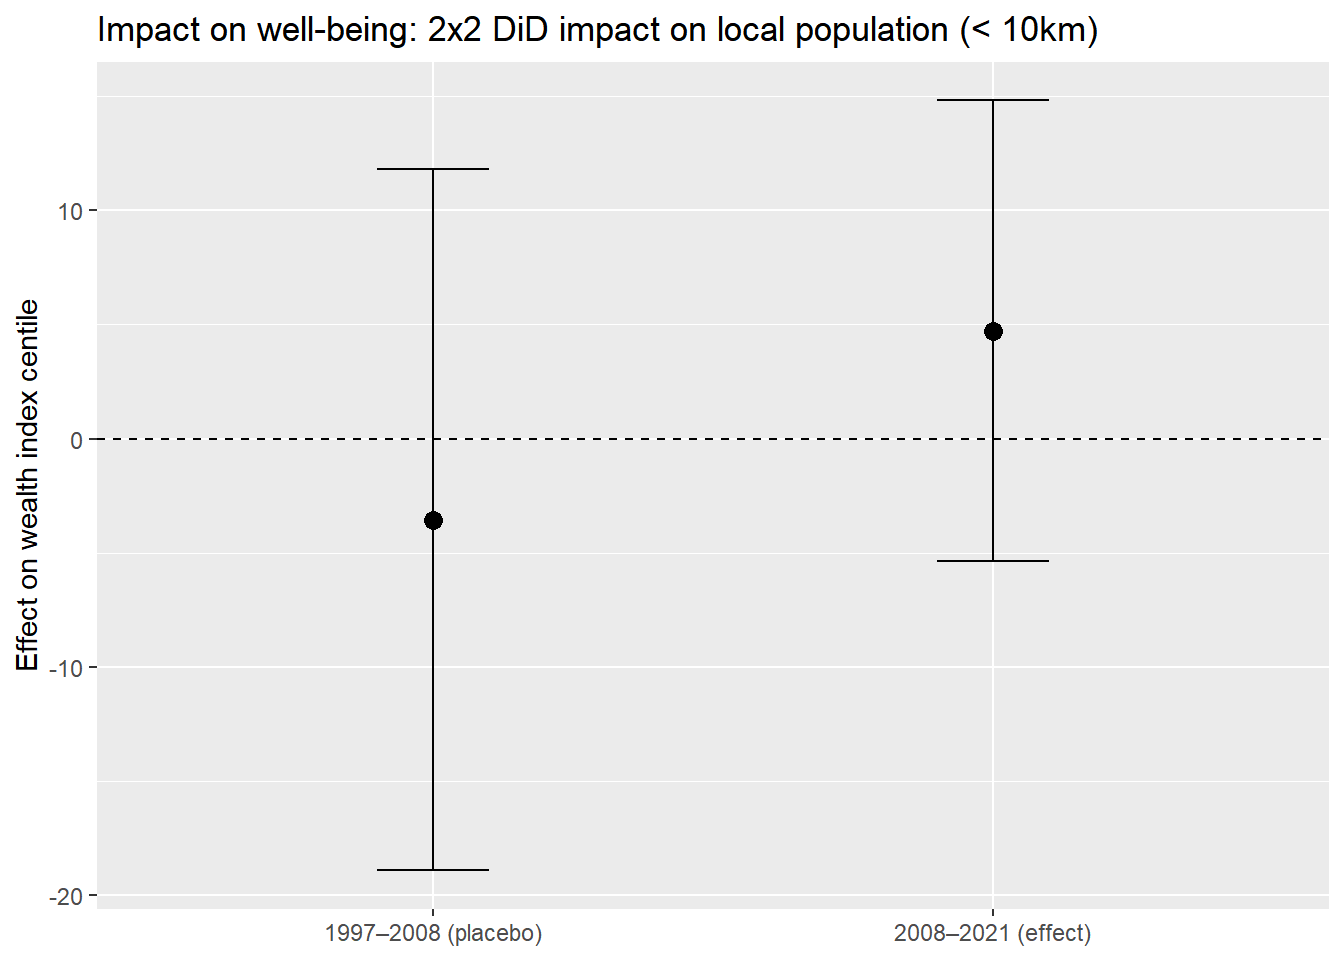 Impact on well-being: 2x2 DiD impact on local population (< 10km)
Effect on wealth index centile
10
0
-10
-20
1997–2008 (placebo)
2008–2021 (effect)